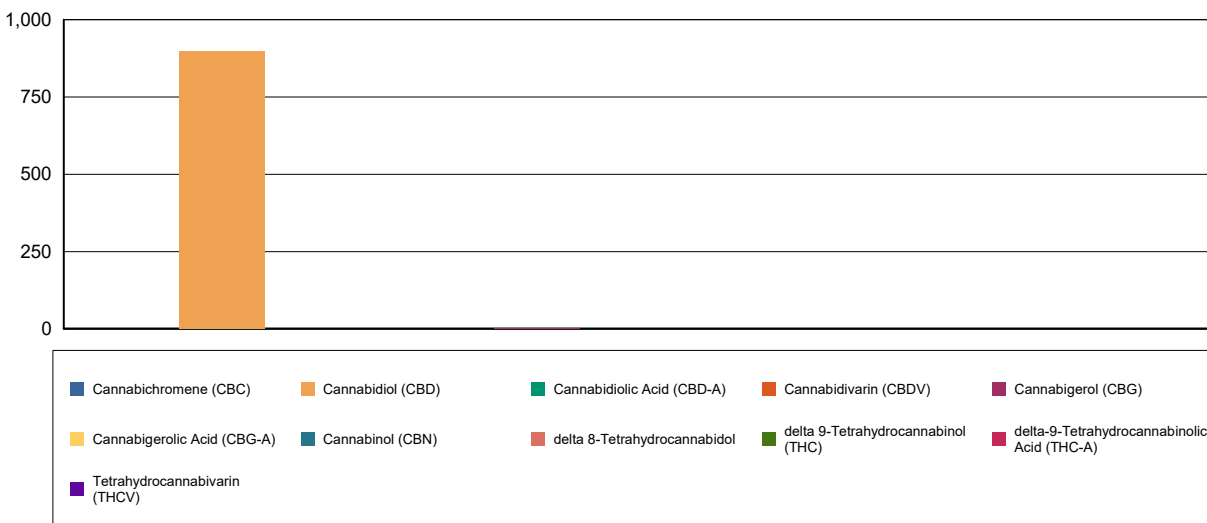 1,000
750
500
250
0
Cannabichromene (CBC)
Cannabidiol (CBD)
Cannabidiolic Acid (CBD-A)
Cannabidivarin (CBDV)
Cannabigerol (CBG)
Cannabigerolic Acid (CBG-A)
Cannabinol (CBN)
delta 8-Tetrahydrocannabidol
delta 9-Tetrahydrocannabinol
(THC)
delta-9-Tetrahydrocannabinolic
Acid (THC-A)
Tetrahydrocannabivarin
(THCV)